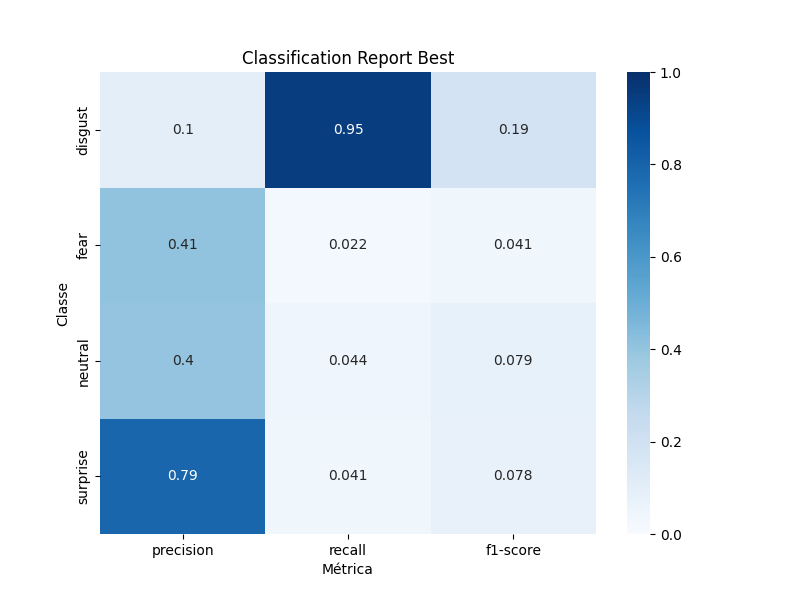 Classification Report Best
Classe
disgust 0.1 0.95 0.19
fear 0.41 0.022 0.041
neutral 0.4 0.044 0.079
surprise 0.79 0.041 0.078
precision recall f1-score
Métrica
1.0
0.8
0.6
0.4
0.2
0.0